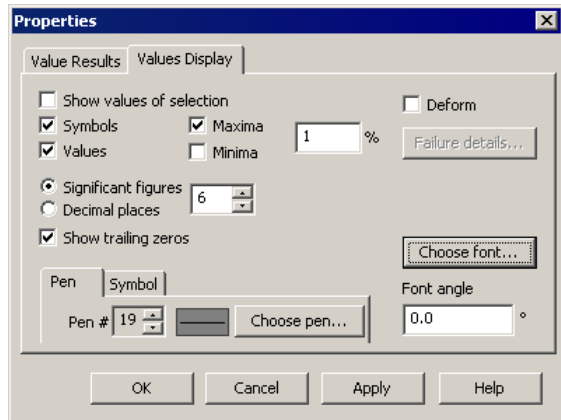 Properties
Value Results
Values Display
Show values of selection
Deform
Symbols
Maxima
1
%
Failure details...
Values
Minima
Significant figures
6
Decimal places
Show trailing zeros
Choose font...
Pen
Symbol
Font angle
Pen #
19
Choose pen...
0.0
°
OK
Cancel
Apply
Help